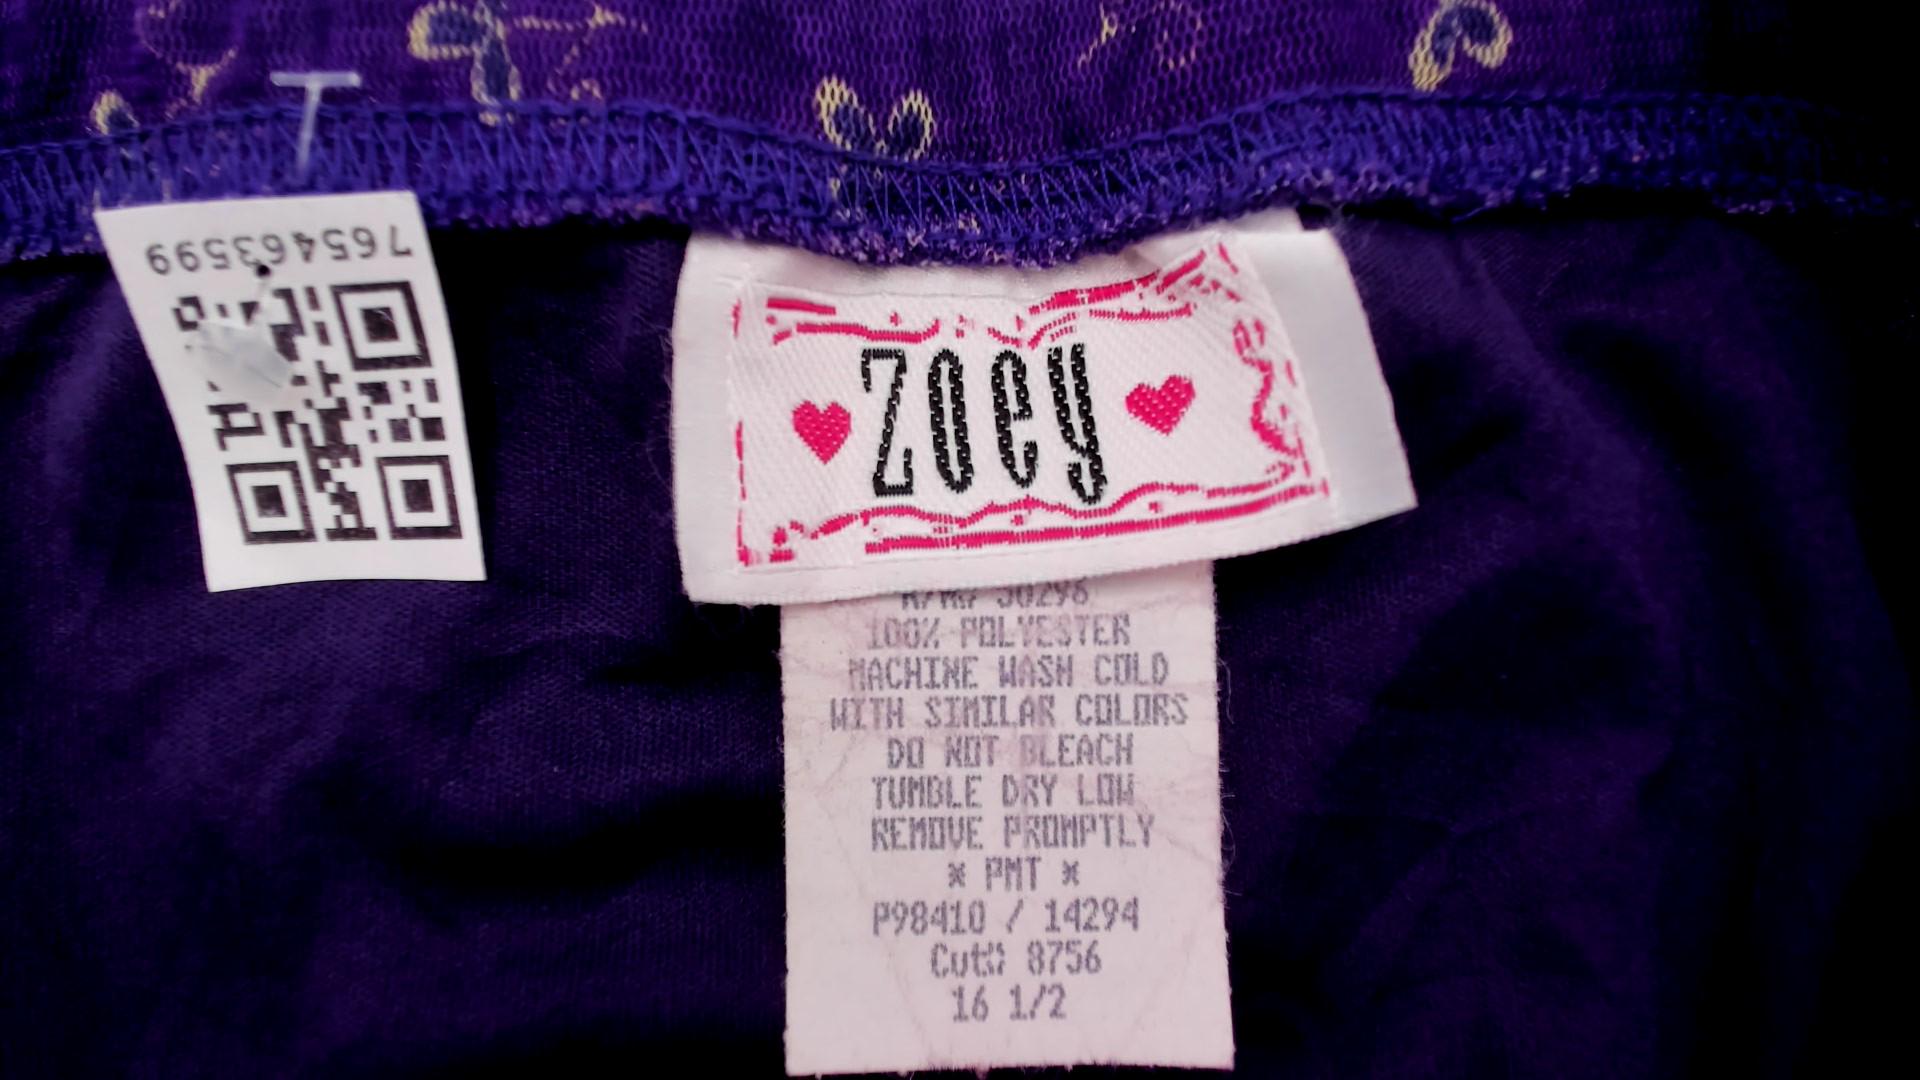 765463599
zoey
100% POLYESTER
MACHINE WASH COLD
WITH SIMILAR COLORS
DO NOT BLEACH
TUMBLE DRY LOW
REMOVE PROMPTLY
* PMT *
P98410 / 14294
Cut# 8756
16 1/2